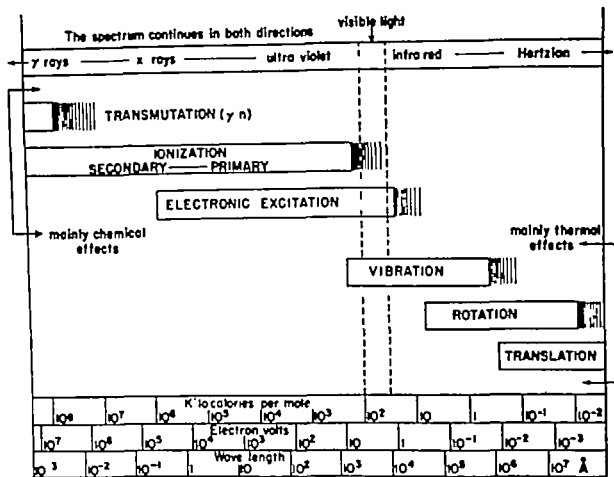 visible light
The spectrum continues in both directions
γ rays x rays ultra violet infra red Hertzian
TRANSMUTATION (γ n)
IONIZATION
SECONDARY PRIMARY
ELECTRONIC EXCITATION
mainly chemical
effects
mainly thermal
effects
VIBRATION
ROTATION
TRANSLATION
Kilocalories per mole
10⁸ 10⁷ 10⁶ 10⁵ 10⁴ 10³ 10² 10 1 10⁻¹ 10⁻²
Electron volts
10⁷ 10⁶ 10⁵ 10⁴ 10³ 10² 10 1 10⁻¹ 10⁻² 10⁻³
Wave length
10⁻³ 10⁻² 10⁻¹ 1 10 10² 10³ 10⁴ 10⁵ 10⁶ 10⁷ Å